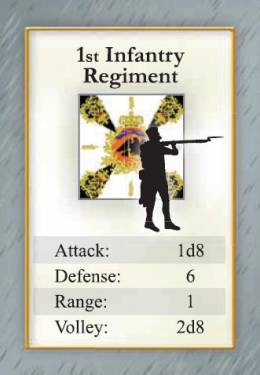 1st Infantry
Regiment
Attack: 1d8
Defense: 6
Range: 1
Volley: 2d8